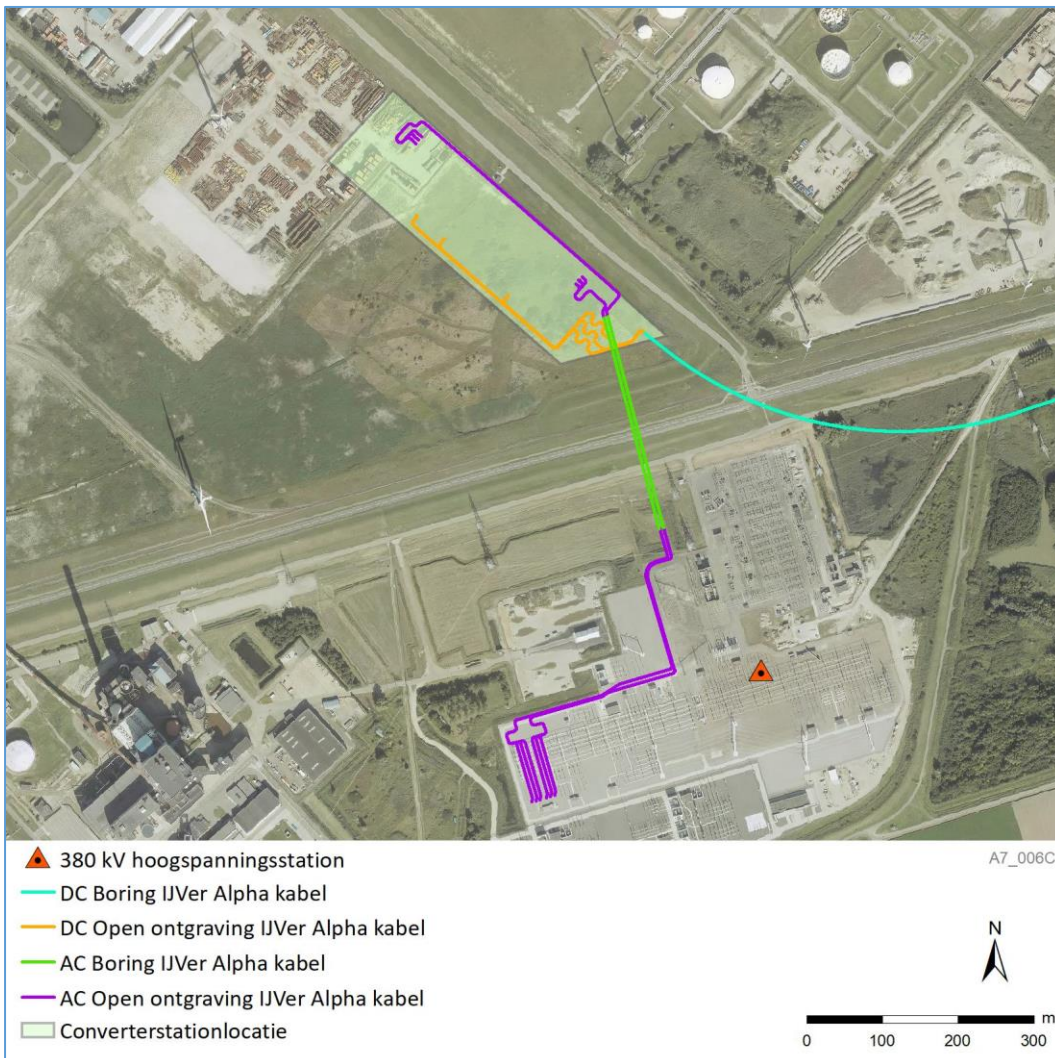 380 kV hoogspanningsstation
A7_006C
DC Boring IJVer Alpha kabel
DC Open ontgraving IJVer Alpha kabel
AC Boring IJVer Alpha kabel
N
AC Open ontgraving IJVer Alpha kabel
Converterstationlocatie
m
0 100 200 300